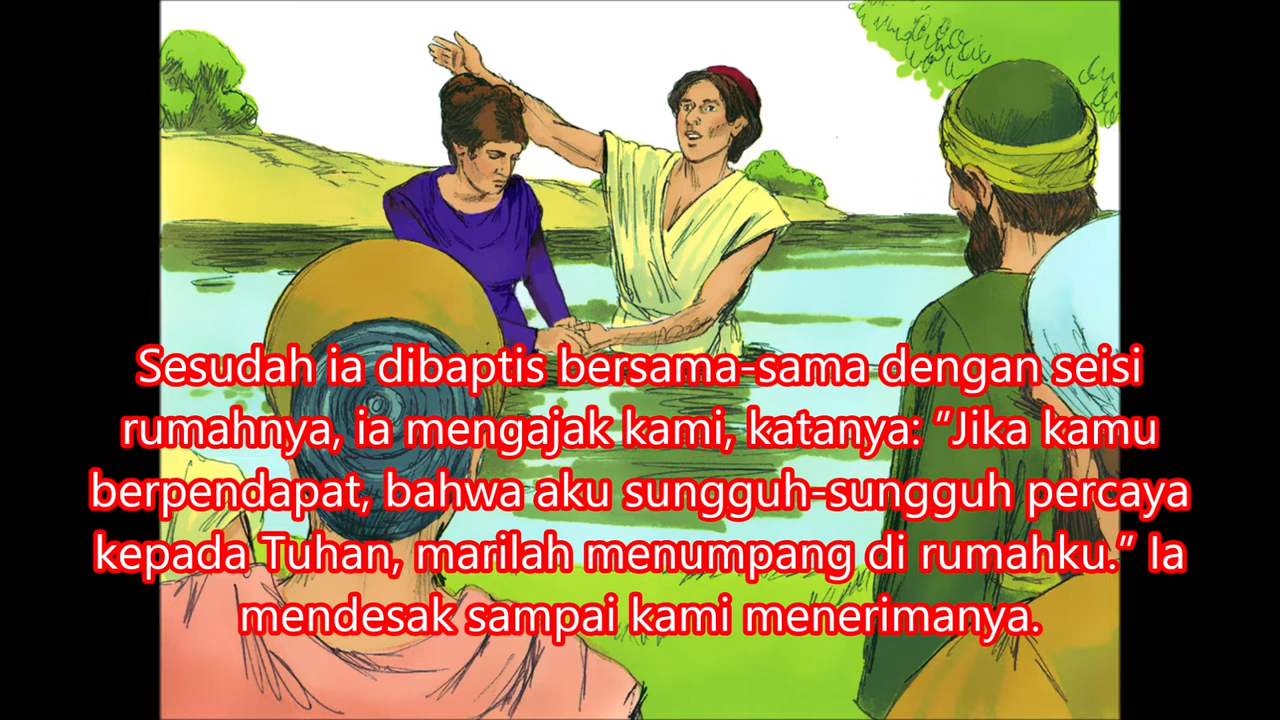 Sesudah ia dibaptis bersama-sama dengan seisi
rumahnya, ia mengajak kami, katanya: ”Jika kamu
berpendapat, bahwa aku sungguh-sungguh percaya
kepada Tuhan, marilah menumpang di rumahku.” Ia
mendesak sampai kami menerimanya.